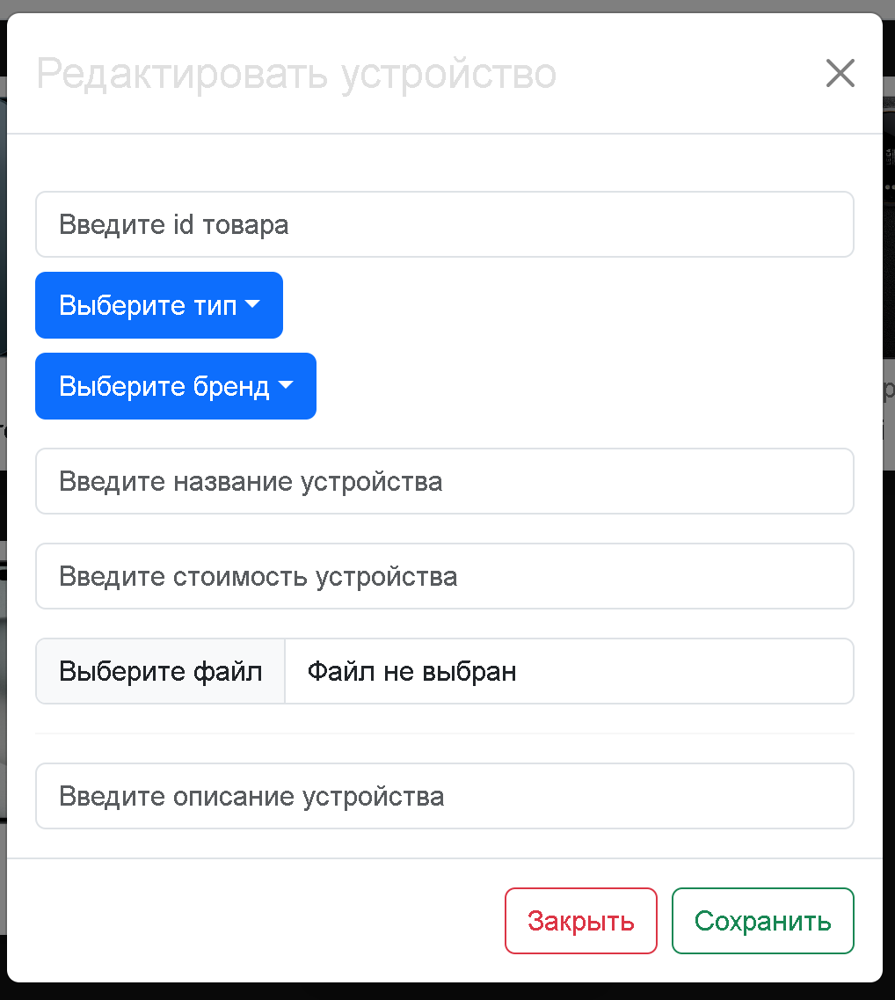 Редактировать устройство
Введите id товара
Выберите тип
Выберите бренд
Введите название устройства
Введите стоимость устройства
Выберите файл Файл не выбран
Введите описание устройства
Закрыть Сохранить